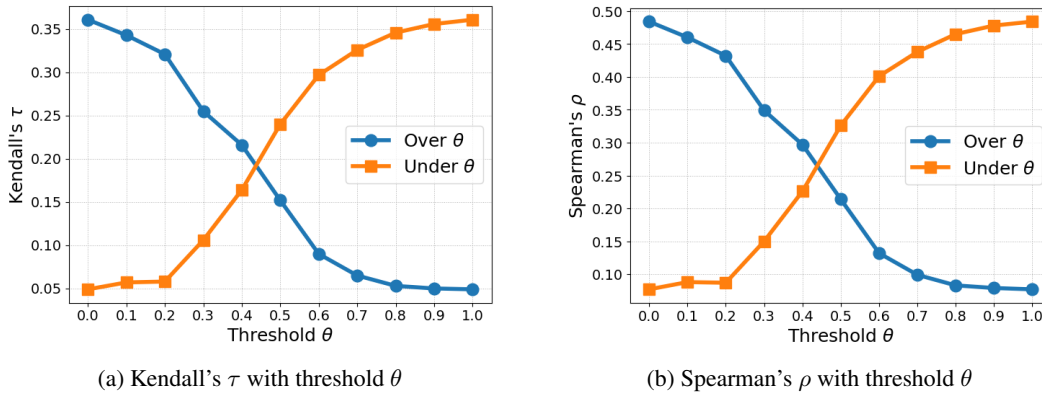 0.35
0.30
0.25
0.20
0.15
0.10
0.05
Kendall's τ
Over θ
Under θ
0.0 0.1 0.2 0.3 0.4 0.5 0.6 0.7 0.8 0.9 1.0
Threshold θ
(a) Kendall's τ with threshold θ
0.50
0.45
0.40
0.35
0.30
0.25
0.20
0.15
0.10
Spearman's ρ
Over θ
Under θ
0.0 0.1 0.2 0.3 0.4 0.5 0.6 0.7 0.8 0.9 1.0
Threshold θ
(b) Spearman's ρ with threshold θ